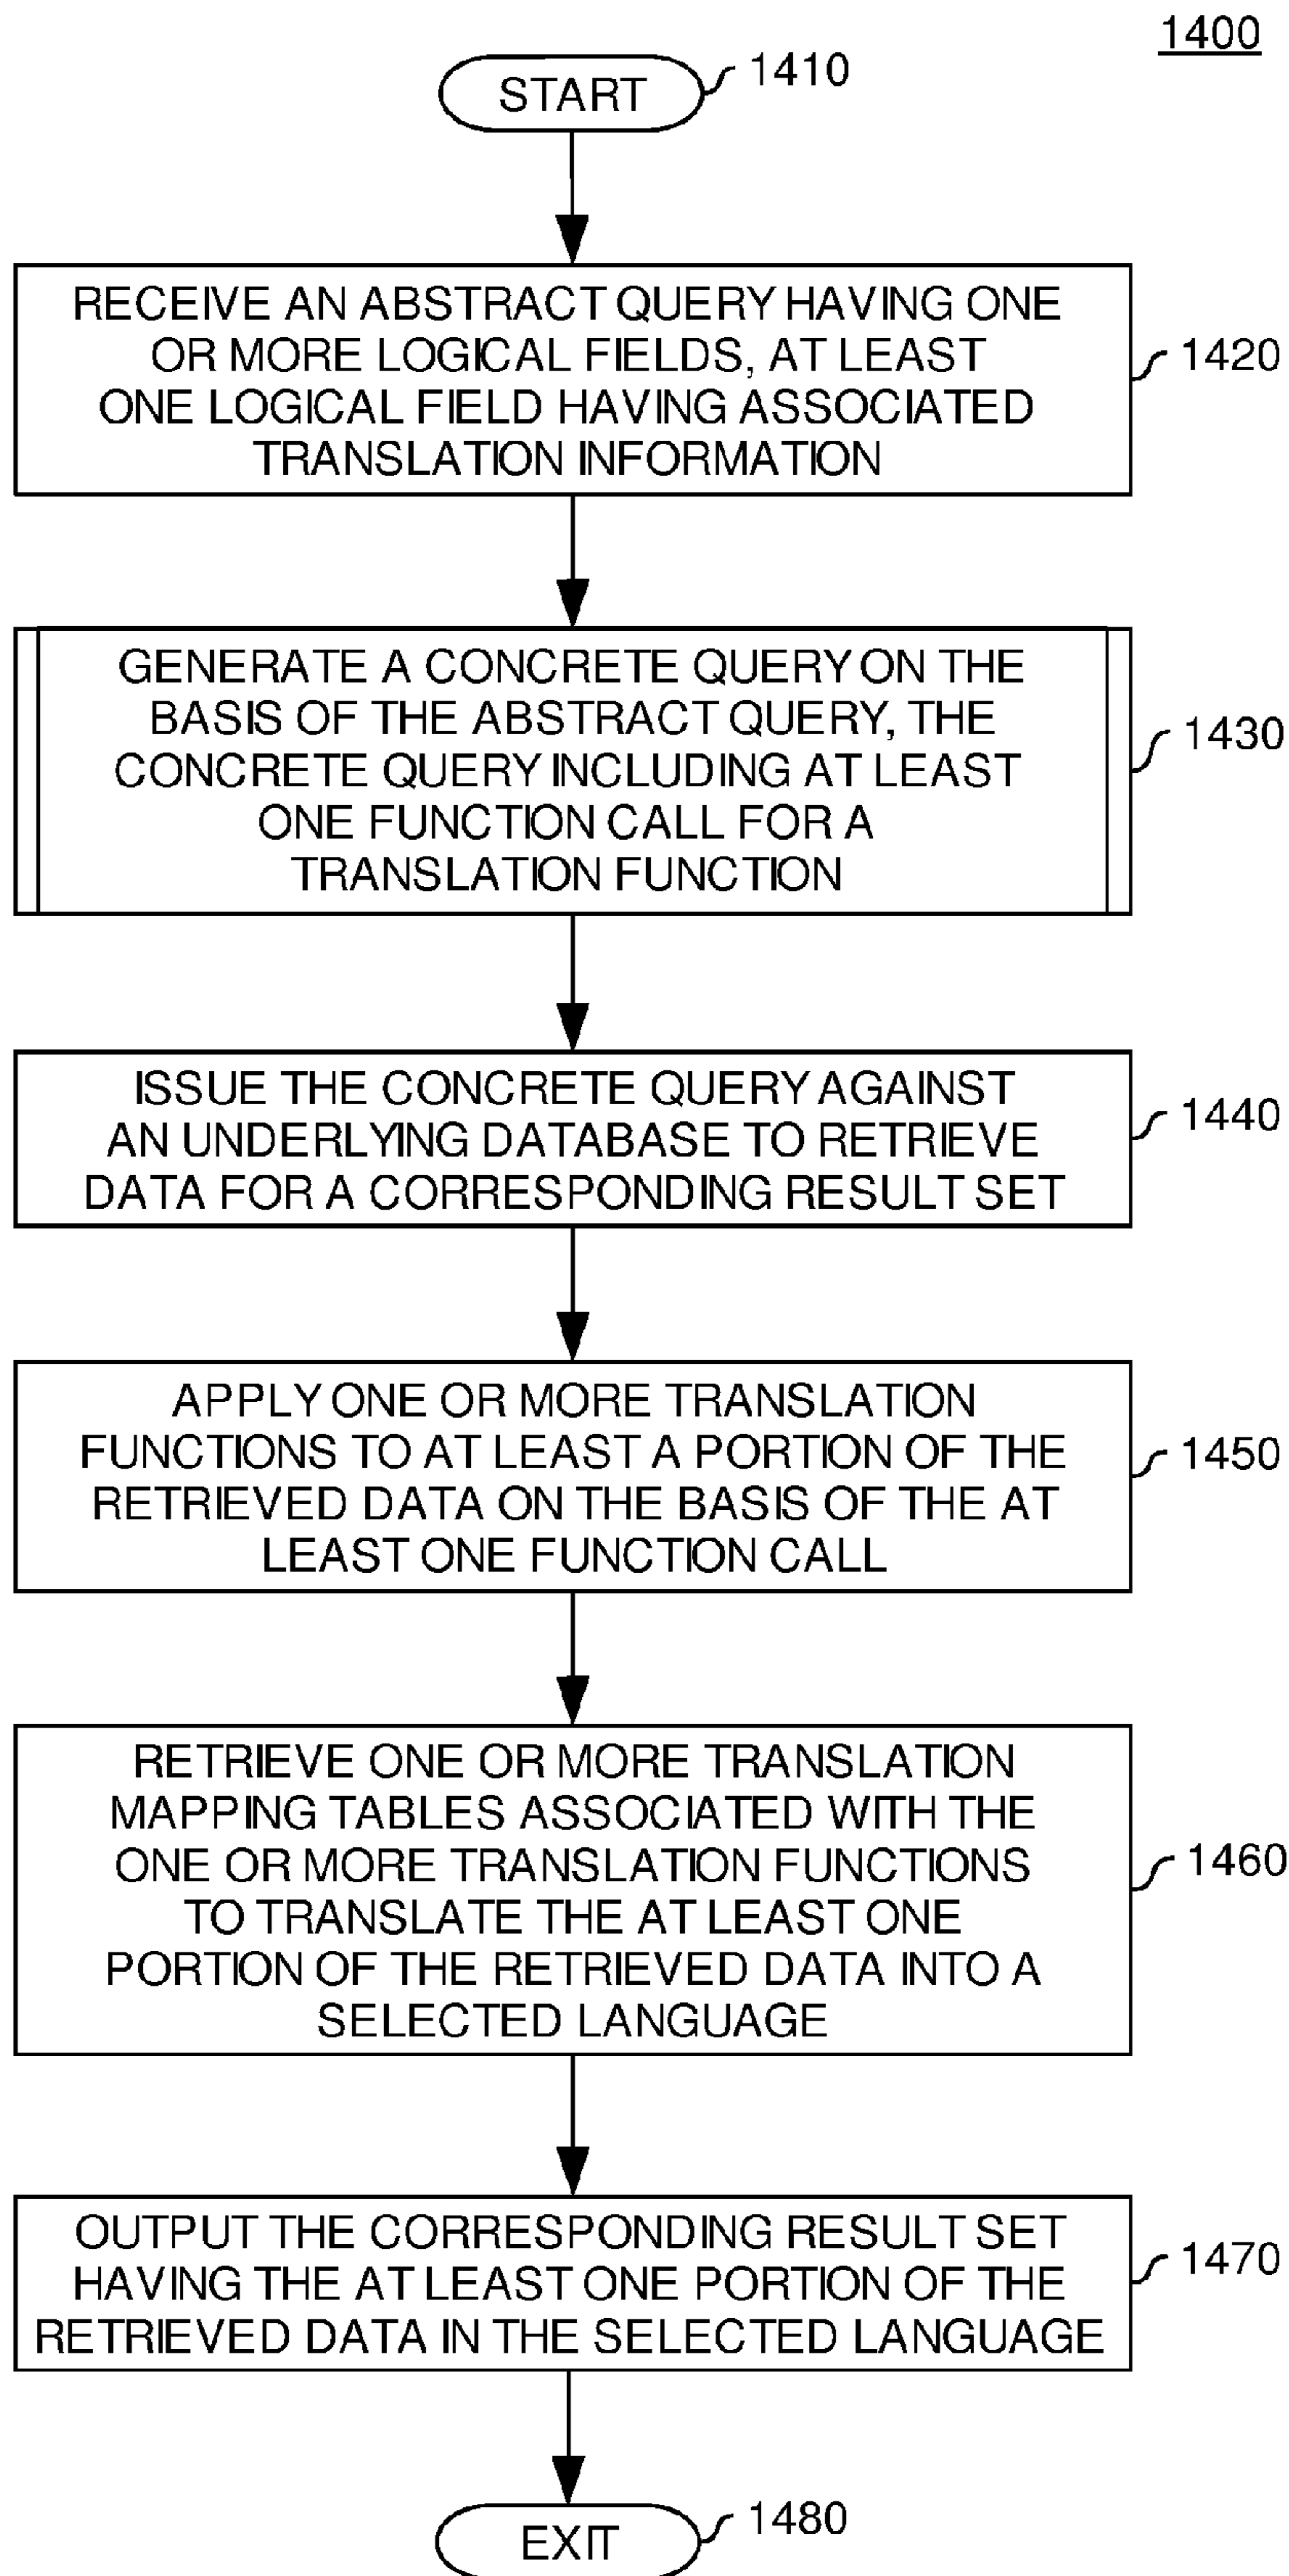 1400
START
1410
RECEIVE AN ABSTRACT QUERY HAVING ONE
OR MORE LOGICAL FIELDS, AT LEAST
ONE LOGICAL FIELD HAVING ASSOCIATED
TRANSLATION INFORMATION
1420
GENERATE A CONCRETE QUERY ON THE
BASIS OF THE ABSTRACT QUERY, THE
CONCRETE QUERY INCLUDING AT LEAST
ONE FUNCTION CALL FOR A
TRANSLATION FUNCTION
1430
ISSUE THE CONCRETE QUERY AGAINST
AN UNDERLYING DATABASE TO RETRIEVE
DATA FOR A CORRESPONDING RESULT SET
1440
APPLY ONE OR MORE TRANSLATION
FUNCTIONS TO AT LEAST A PORTION OF THE
RETRIEVED DATA ON THE BASIS OF THE AT
LEAST ONE FUNCTION CALL
1450
RETRIEVE ONE OR MORE TRANSLATION
MAPPING TABLES ASSOCIATED WITH THE
ONE OR MORE TRANSLATION FUNCTIONS
TO TRANSLATE THE AT LEAST ONE
PORTION OF THE RETRIEVED DATA INTO A
SELECTED LANGUAGE
1460
OUTPUT THE CORRESPONDING RESULT SET
HAVING THE AT LEAST ONE PORTION OF THE
RETRIEVED DATA IN THE SELECTED LANGUAGE
1470
EXIT
1480